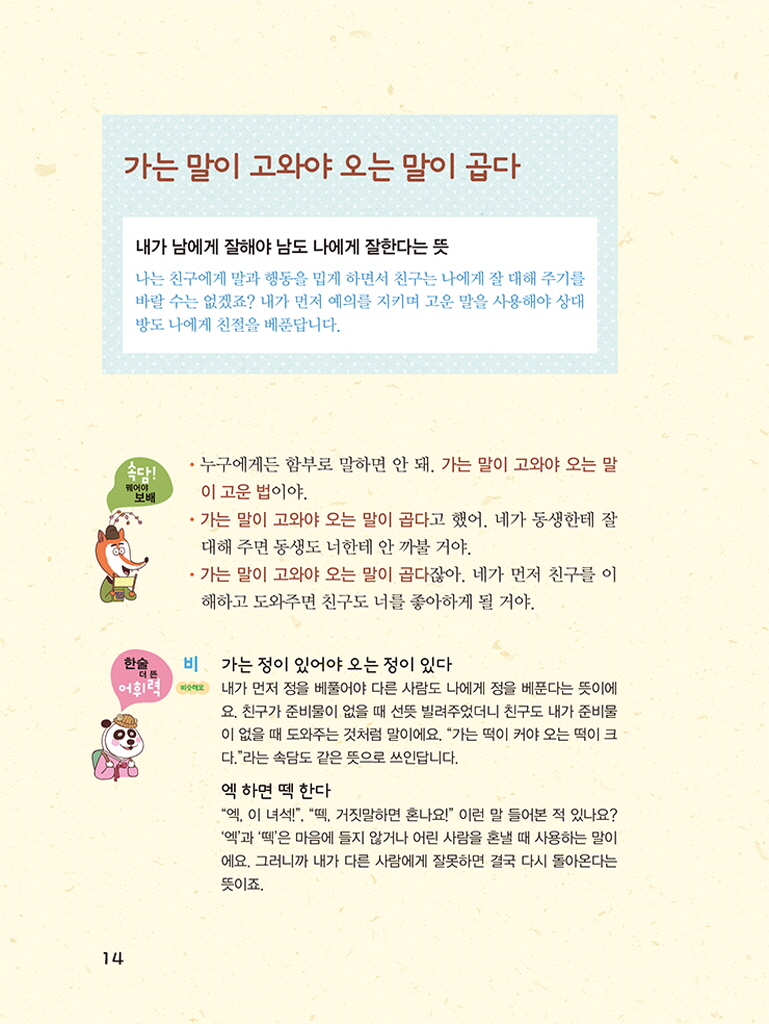 가는 말이 고와야 오는 말이 곱다
내가 남에게 잘해야 남도 나에게 잘한다는 뜻
나는 친구에게 말과 행동을 밉게 하면서 친구는 나에게 잘 대해 주기를
바랄 수는 없겠죠? 내가 먼저 예의를 지키며 고운 말을 사용해야 상대
방도 나에게 친절을 베푼답니다.
속담!
꿰어야
보배
• 누구에게든 함부로 말하면 안 돼. 가는 말이 고와야 오는 말
이 고운 법이야.
• 가는 말이 고와야 오는 말이 곱다고 했어. 네가 동생한테 잘
대해 주면 동생도 너한테 안 까불 거야.
• 가는 말이 고와야 오는 말이 곱다잖아. 네가 먼저 친구를 이
해하고 도와주면 친구도 너를 좋아하게 될 거야.
한술
더 뜬
어휘력
비
비슷해요
가는 정이 있어야 오는 정이 있다
내가 먼저 정을 베풀어야 다른 사람도 나에게 정을 베푼다는 뜻이에
요. 친구가 준비물이 없을 때 선뜻 빌려주었더니 친구도 내가 준비물
이 없을 때 도와주는 것처럼 말이에요. “가는 떡이 커야 오는 떡이 크
다.”라는 속담도 같은 뜻으로 쓰인답니다.
엑 하면 떽 한다
“엑, 이 녀석!”, “떽, 거짓말하면 혼나요!” 이런 말 들어본 적 있나요?
‘엑’과 ‘떽’은 마음에 들지 않거나 어린 사람을 혼낼 때 사용하는 말이
에요. 그러니까 내가 다른 사람에게 잘못하면 결국 다시 돌아온다는
뜻이죠.
14